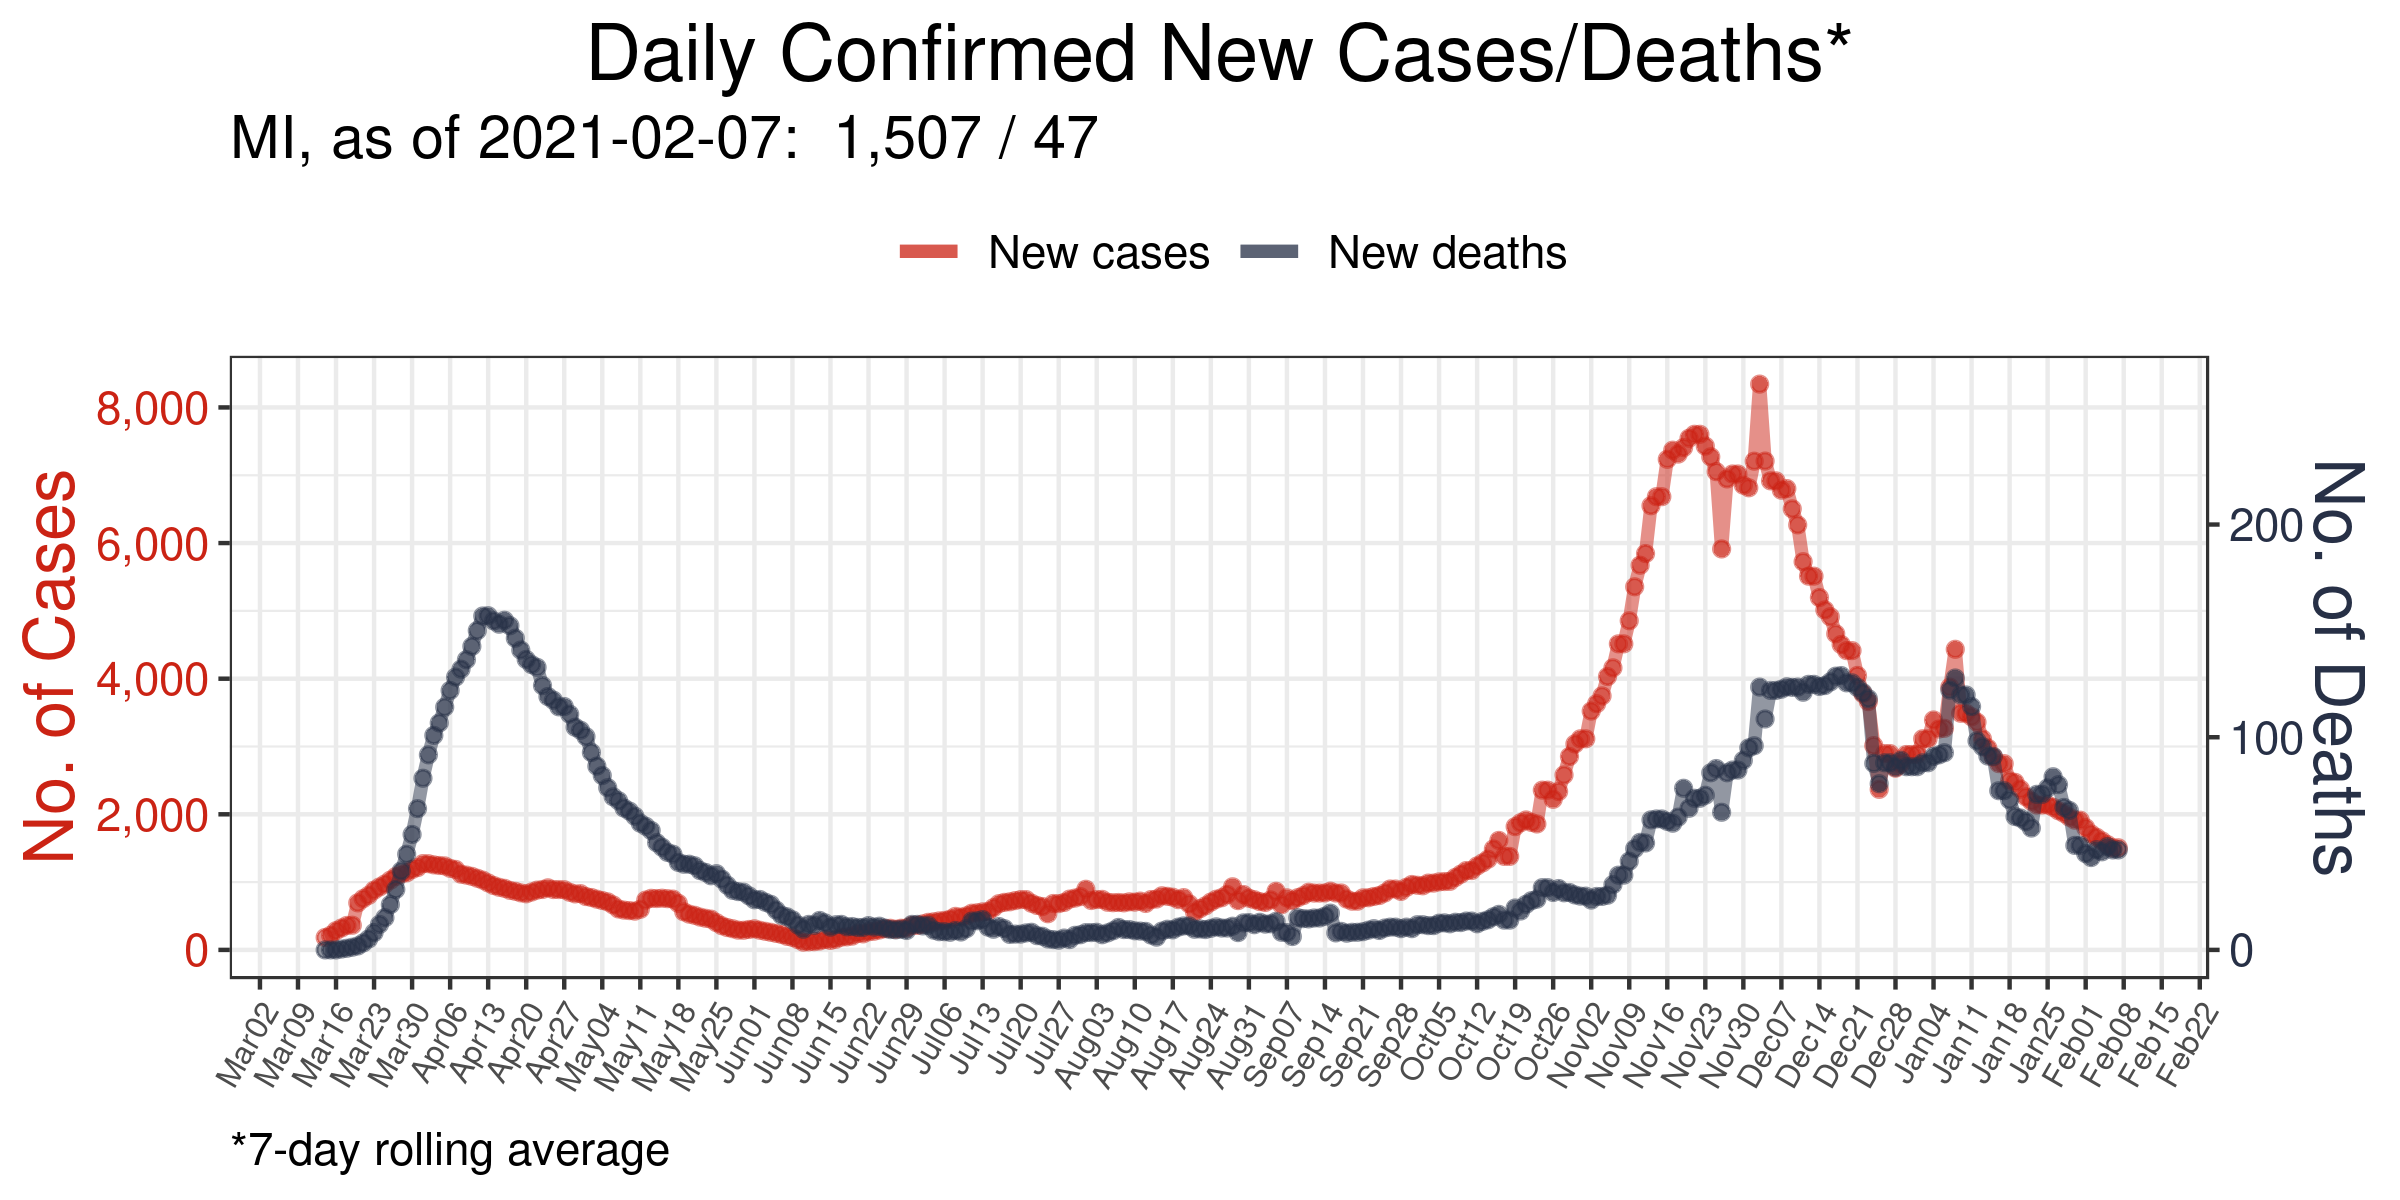 Daily Confirmed New Cases/Deaths*
MI, as of 2021-02-07:  1,507 / 47
New cases
New deaths
No. of Cases
8,000
6,000
4,000
2,000
0
No. of Deaths
200
100
0
Mar02
Mar09
Mar16
Mar23
Mar30
Apr06
Apr13
Apr20
Apr27
May04
May11
May18
May25
Jun01
Jun08
Jun15
Jun22
Jun29
Jul06
Jul13
Jul20
Jul27
Aug03
Aug10
Aug17
Aug24
Aug31
Sep07
Sep14
Sep21
Sep28
Oct05
Oct12
Oct19
Oct26
Nov02
Nov09
Nov16
Nov23
Nov30
Dec07
Dec14
Dec21
Dec28
Jan04
Jan11
Jan18
Jan25
Feb01
Feb08
Feb15
Feb22
*7-day rolling average